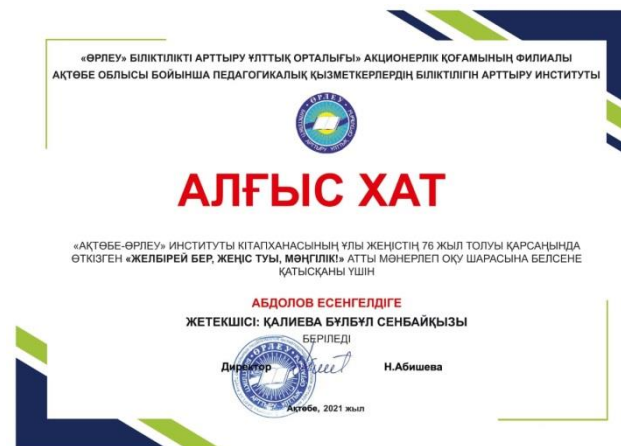 «ӨРЛЕУ» БІЛІКТІЛІКТІ АРТТЫРУ ҰЛТТЫҚ ОРТАЛЫҒЫ» АКЦИОНЕРЛІК ҚОҒАМЫНЫҢ ФИЛИАЛЫ
АҚТӨБЕ ОБЛЫСЫ БОЙЫНША ПЕДАГОГИКАЛЫҚ ҚЫЗМЕТКЕРЛЕРДІҢ БІЛІКТІЛІГІН АРТТЫРУ ИНСТИТУТЫ
ӨРЛЕУ
АЛҒЫС ХАТ
«АҚТӨБЕ-ӨРЛЕУ» ИНСТИТУТЫ КІТАПХАНАСЫНЫҢ ҰЛЫ ЖЕҢІСТІҢ 76 ЖЫЛ ТОЛУЫ ҚАРСАҢЫНДА
ӨТКІЗГЕН «ЖЕЛБІРЕЙ БЕР, ЖЕҢІС ТУЫ, МӘҢГІЛІК!» АТТЫ МӘНЕРЛЕП ОҚУ ШАРАСЫНА БЕЛСЕНЕ
ҚАТЫСҚАНЫ ҮШІН
АБДОЛОВ ЕСЕНГЕЛДІГЕ
ЖЕТЕКШІСІ: ҚАЛИЕВА БҰЛБҰЛ СЕНБАЙҚЫЗЫ
БЕРІЛЕДІ
Директор Н.Абишева
Ақтөбе, 2021 жыл